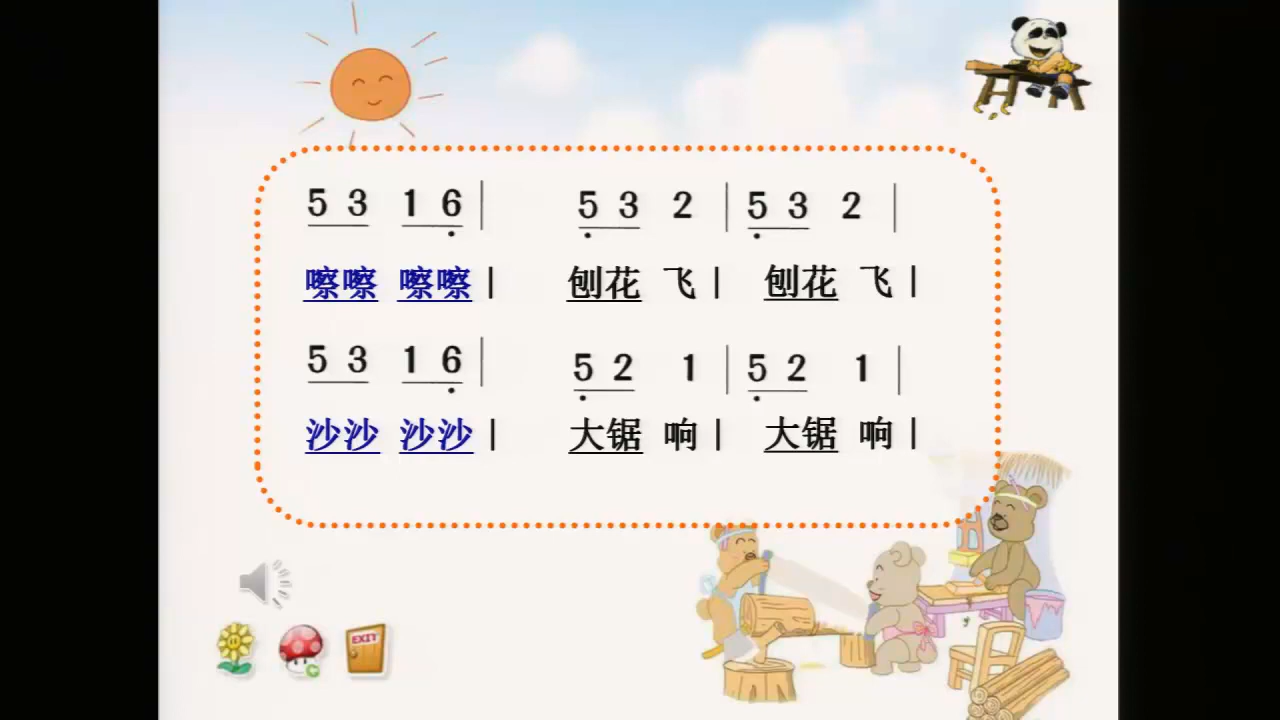 5 3 1 6 | 5 3 2 | 5 3 2 |
嚓嚓 嚓嚓 | 刨花 飞 | 刨花 飞 |
5 3 1 6 | 5 2 1 | 5 2 1 |
沙沙 沙沙 | 大锯 响 | 大锯 响 |
EXIT